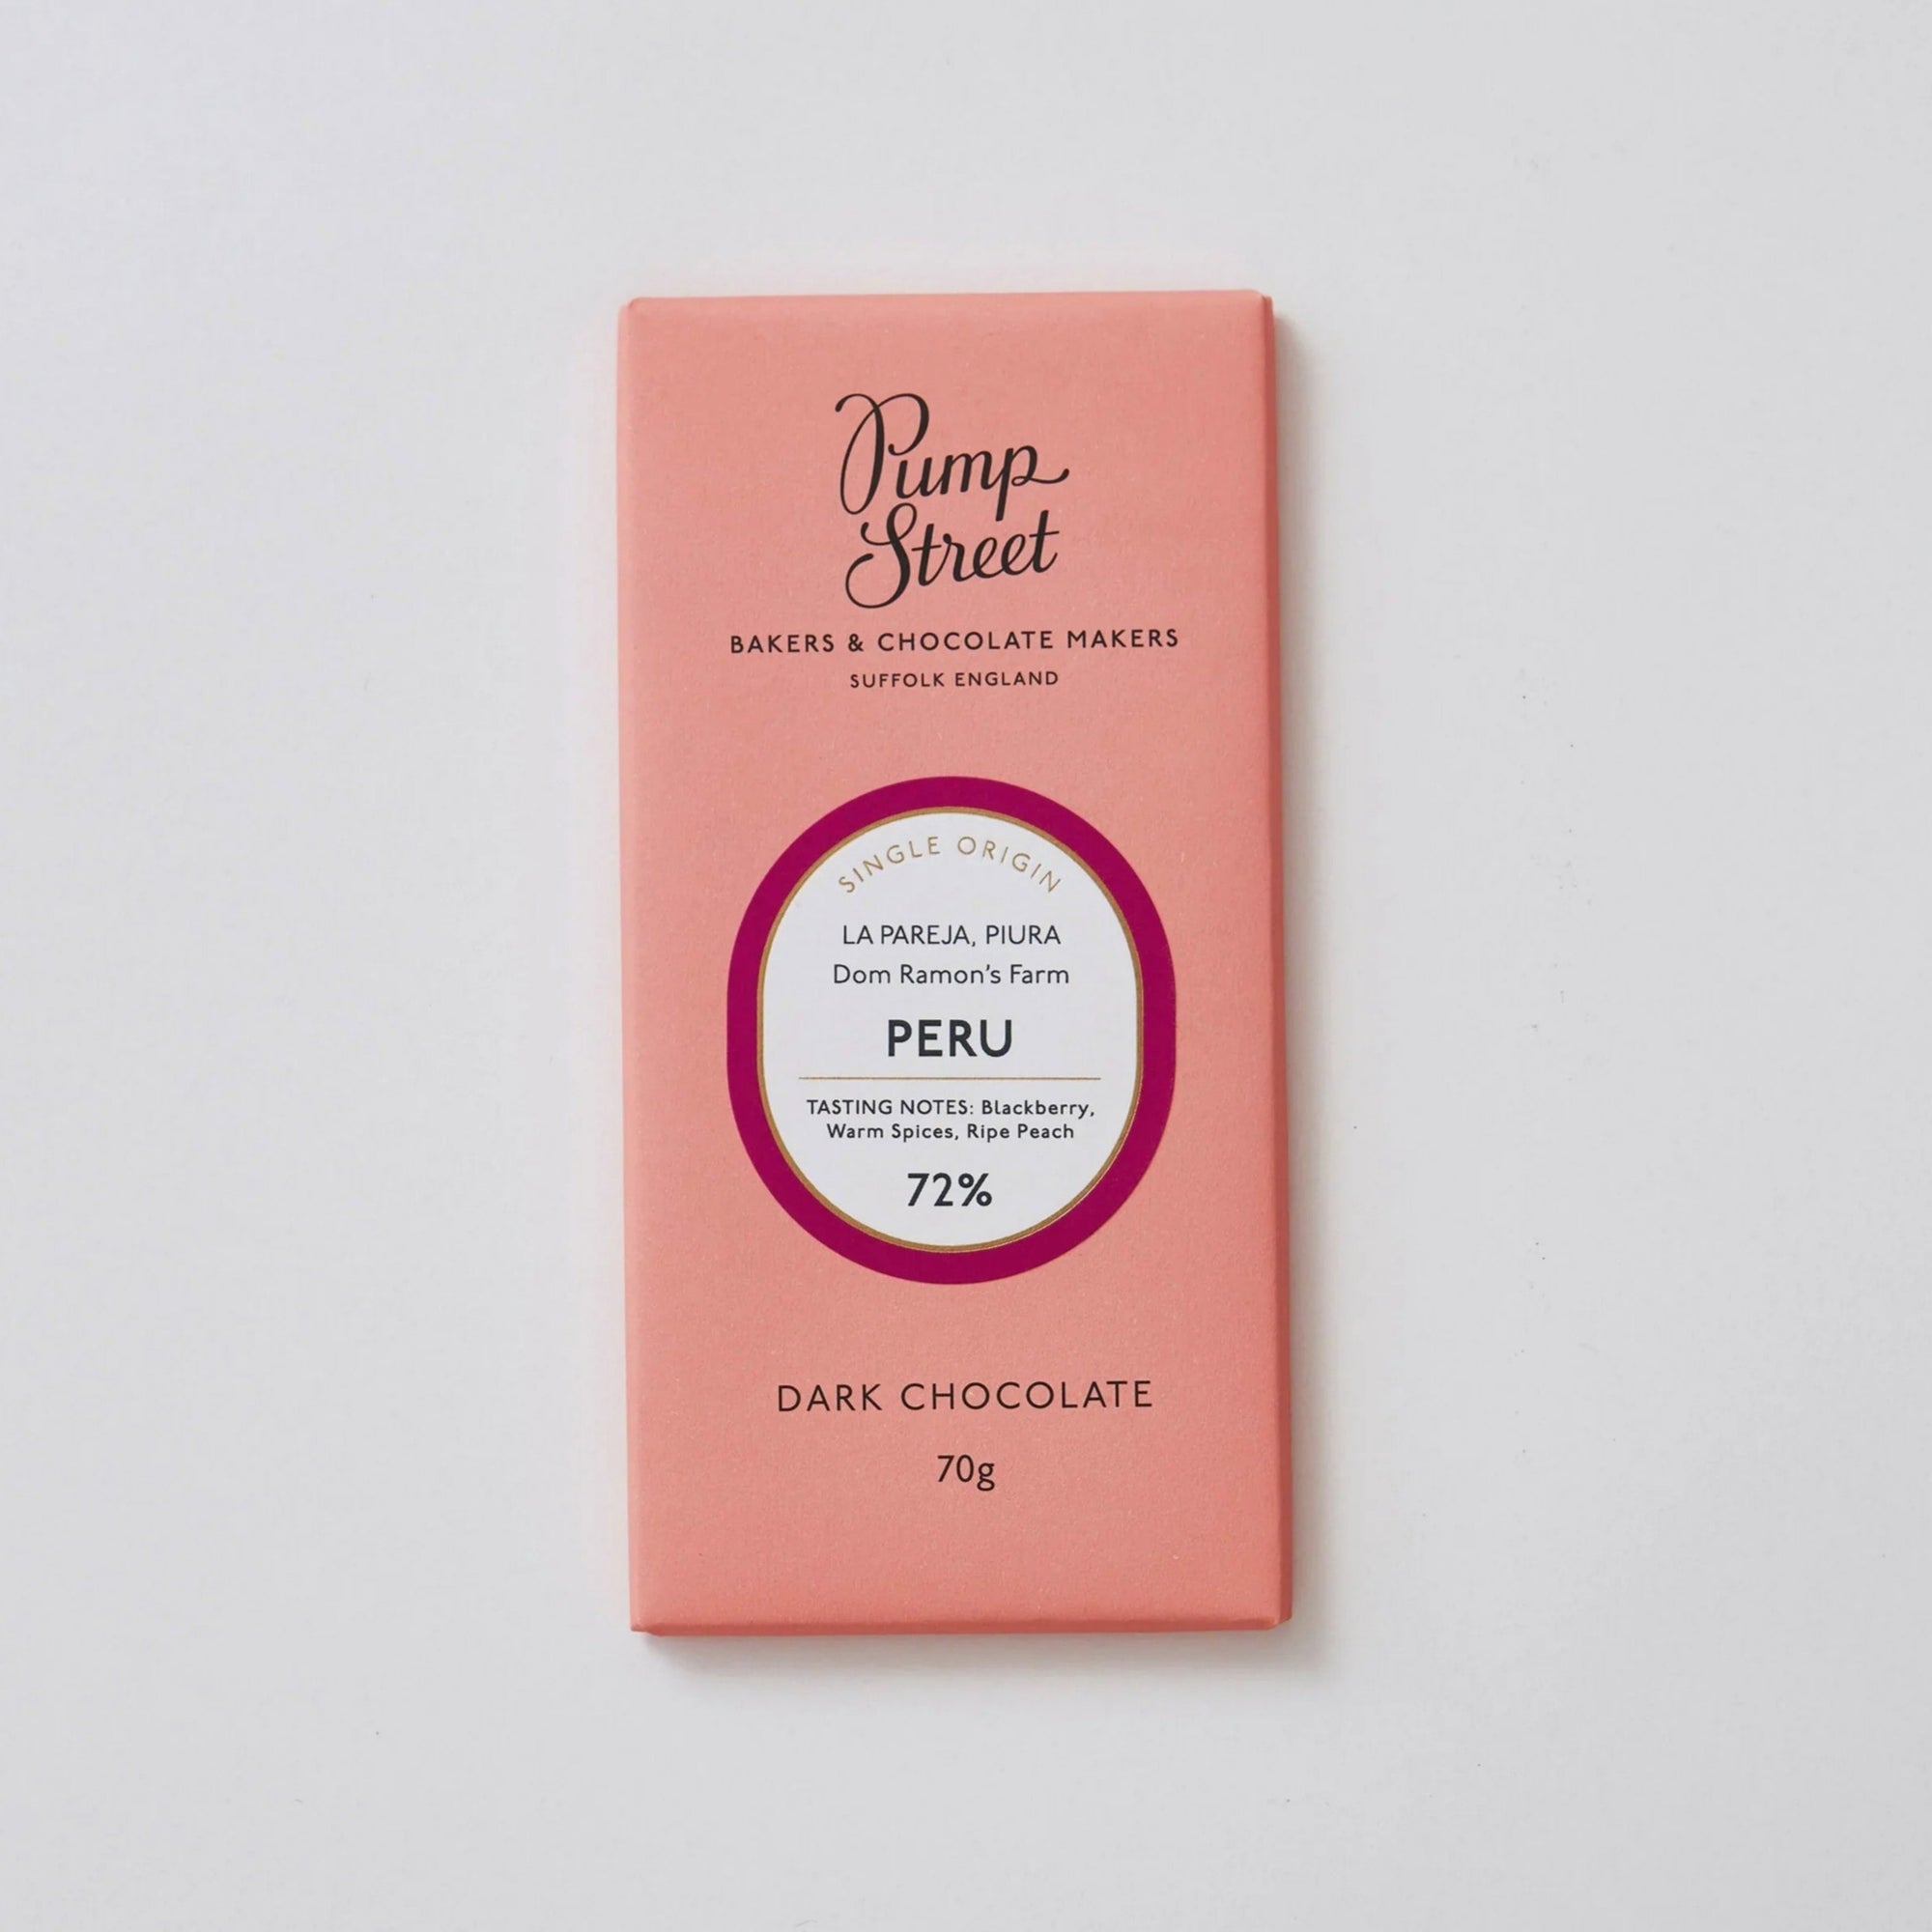 Pump
Street
BAKERS & CHOCOLATE MAKERS
SUFFOLK ENGLAND
SINGLE ORIGIN
LA PAREJA, PIURA
Dom Ramon's Farm
PERU
TASTING NOTES: Blackberry,
Warm Spices, Ripe Peach
72%
DARK CHOCOLATE
70g